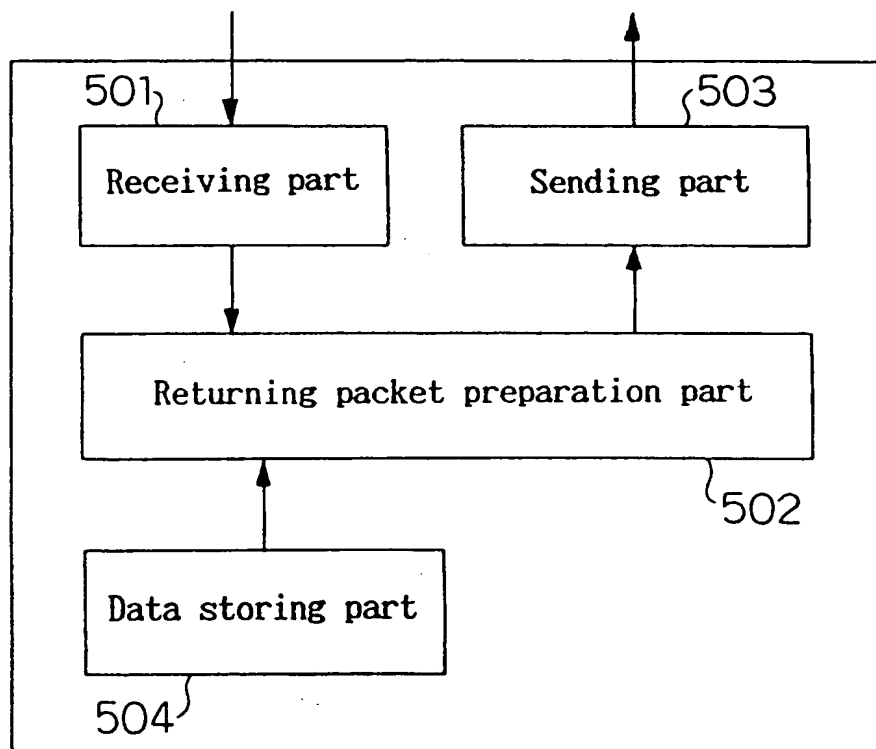 501
503
Receiving part
Sending part
Returning packet preparation part
502
Data storing part
504